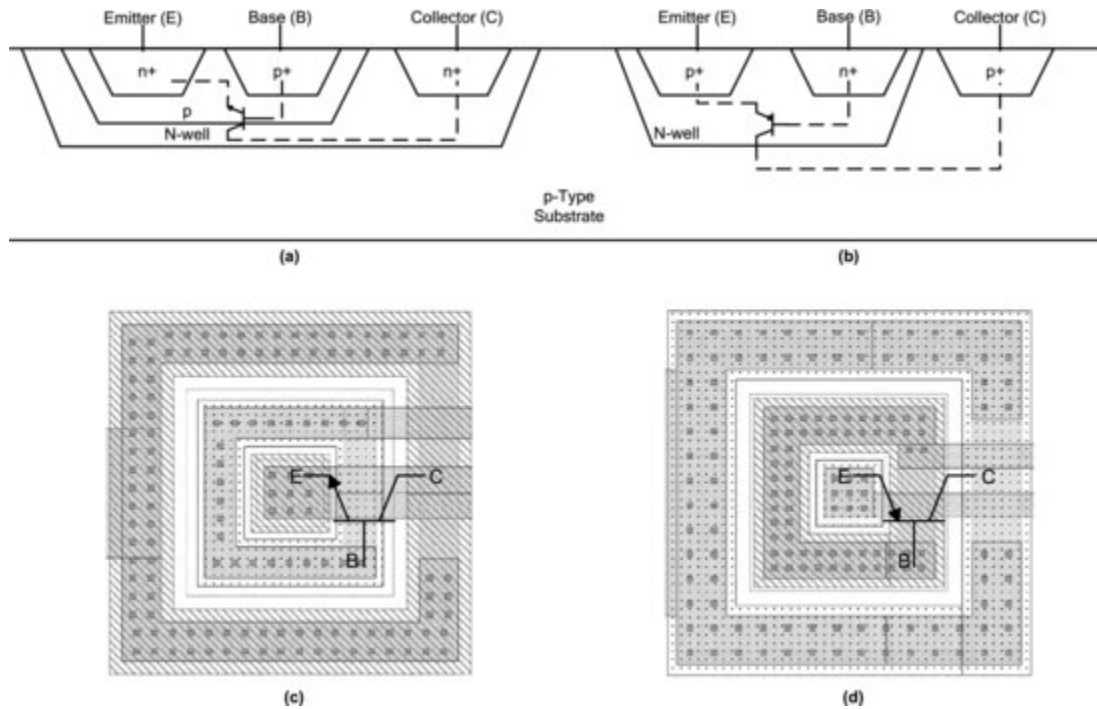 Emitter (E) Base (B) Collector (C) Emitter (E) Base (B) Collector (C)
n+ p+ n+ p+ n+ p+
p
N-well N-well
p-Type
Substrate
(a) (b)
E C E C
B B
(c) (d)